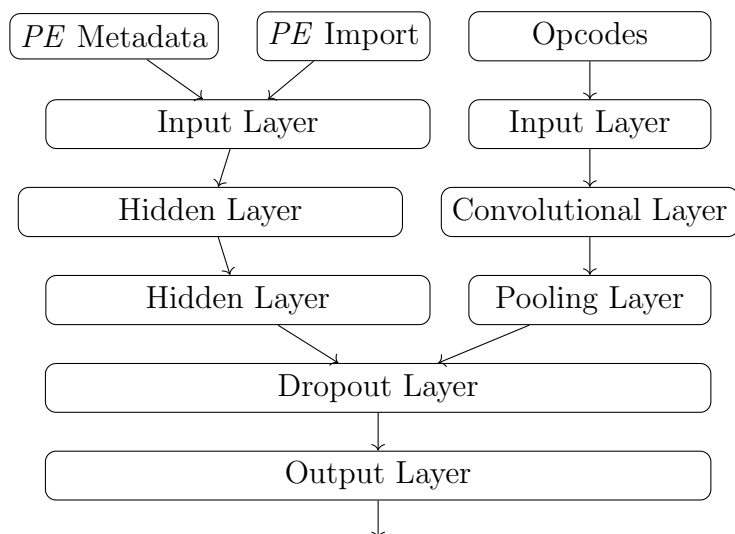 PE Metadata
PE Import
Opcodes
Input Layer
Input Layer
Hidden Layer
Convolutional Layer
Hidden Layer
Pooling Layer
Dropout Layer
Output Layer